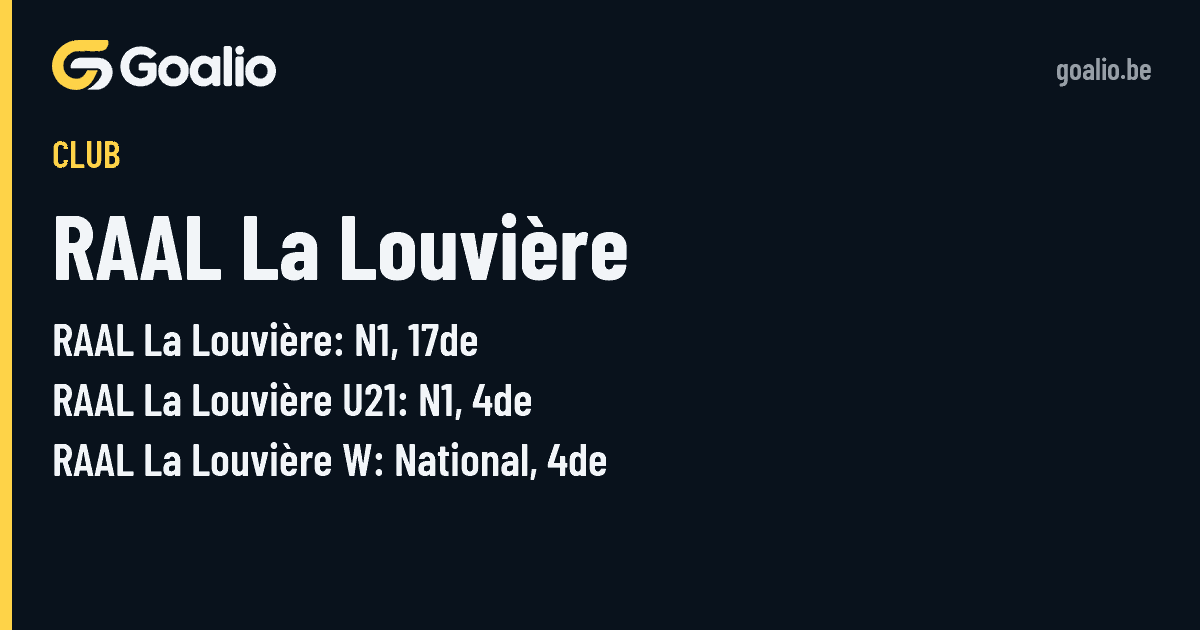 Goalio
goalio.be
CLUB
RAAL La Louvière
RAAL La Louvière: N1, 17de
RAAL La Louvière U21: N1, 4de
RAAL La Louvière W: National, 4de